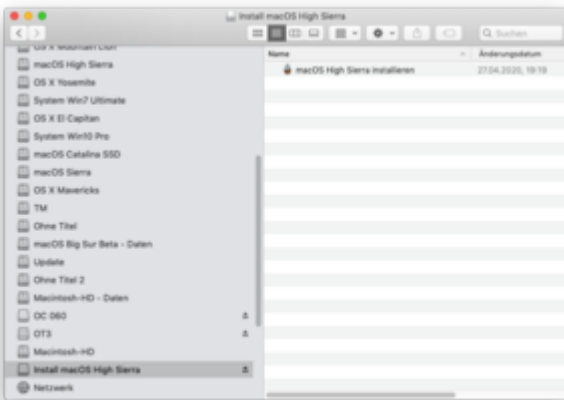 Install macOS High Sierra
Suchen
Name
Änderungsdatum
OS X Mountain Lion
macOS High Sierra
OS X Yosemite
System Win7 Ultimate
OS X El Capitan
System Win10 Pro
macOS Catalina SSD
macOS Sierra
OS X Mavericks
TM
Ohne Titel
macOS Big Sur Beta - Daten
Update
Ohne Titel 2
Macintosh-HD - Daten
OC 060
OT3
Macintosh-HD
Install macOS High Sierra
Netzwerk
macOS High Sierra Installieren
27.04.2020, 19:19